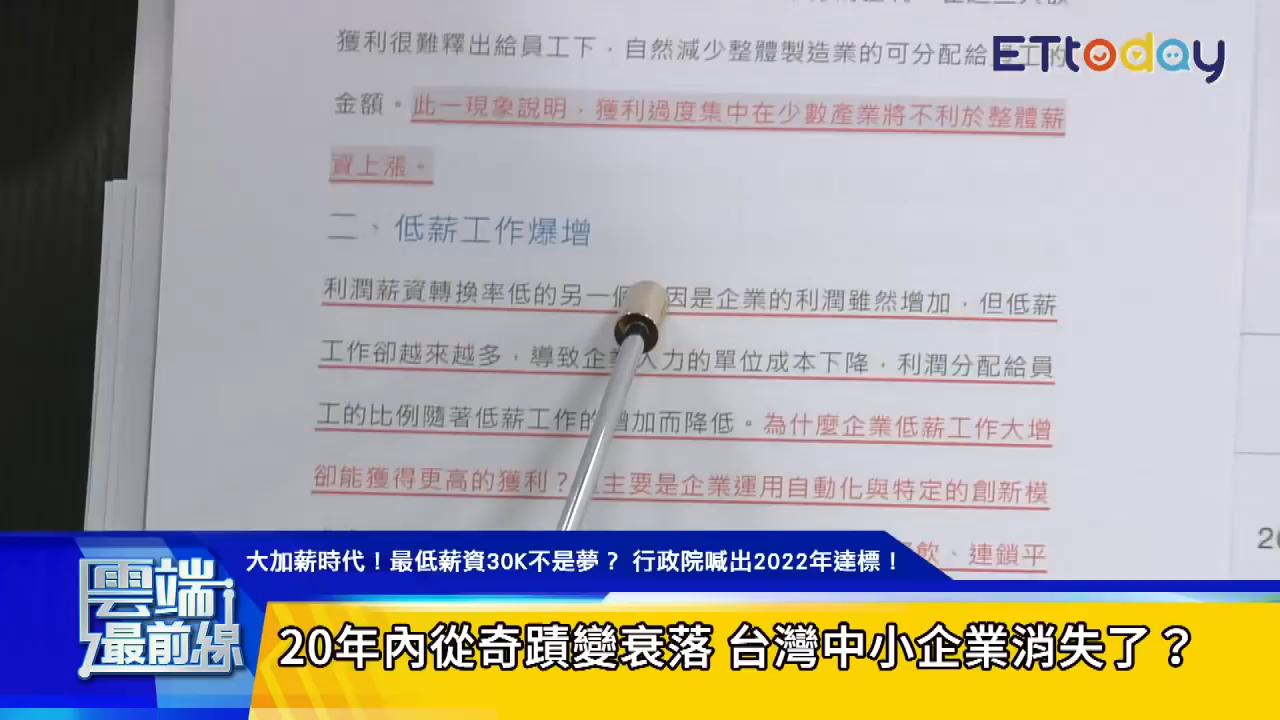 獲利很難釋出給員工下，自然減少整體製造業的可分配給員工的
ETtoday
金額。此一現象說明，獲利過度集中在少數產業將不利於整體薪
資上漲。
二、低薪工作爆增
利潤薪資轉換率低的另一個 因是企業的利潤雖然增加，但低薪
工作卻越來越多，導致企業人力的單位成本下降，利潤分配給員
工的比例隨著低薪工作的增加而降低。為什麼企業低薪工作大增
卻能獲得更高的獲利？ 主要是企業運用自動化與特定的創新模
飲、連鎖平
大加薪時代！最低薪資30K不是夢？ 行政院喊出2022年達標！
雲端最前線
20年內從奇蹟變衰落 台灣中小企業消失了？